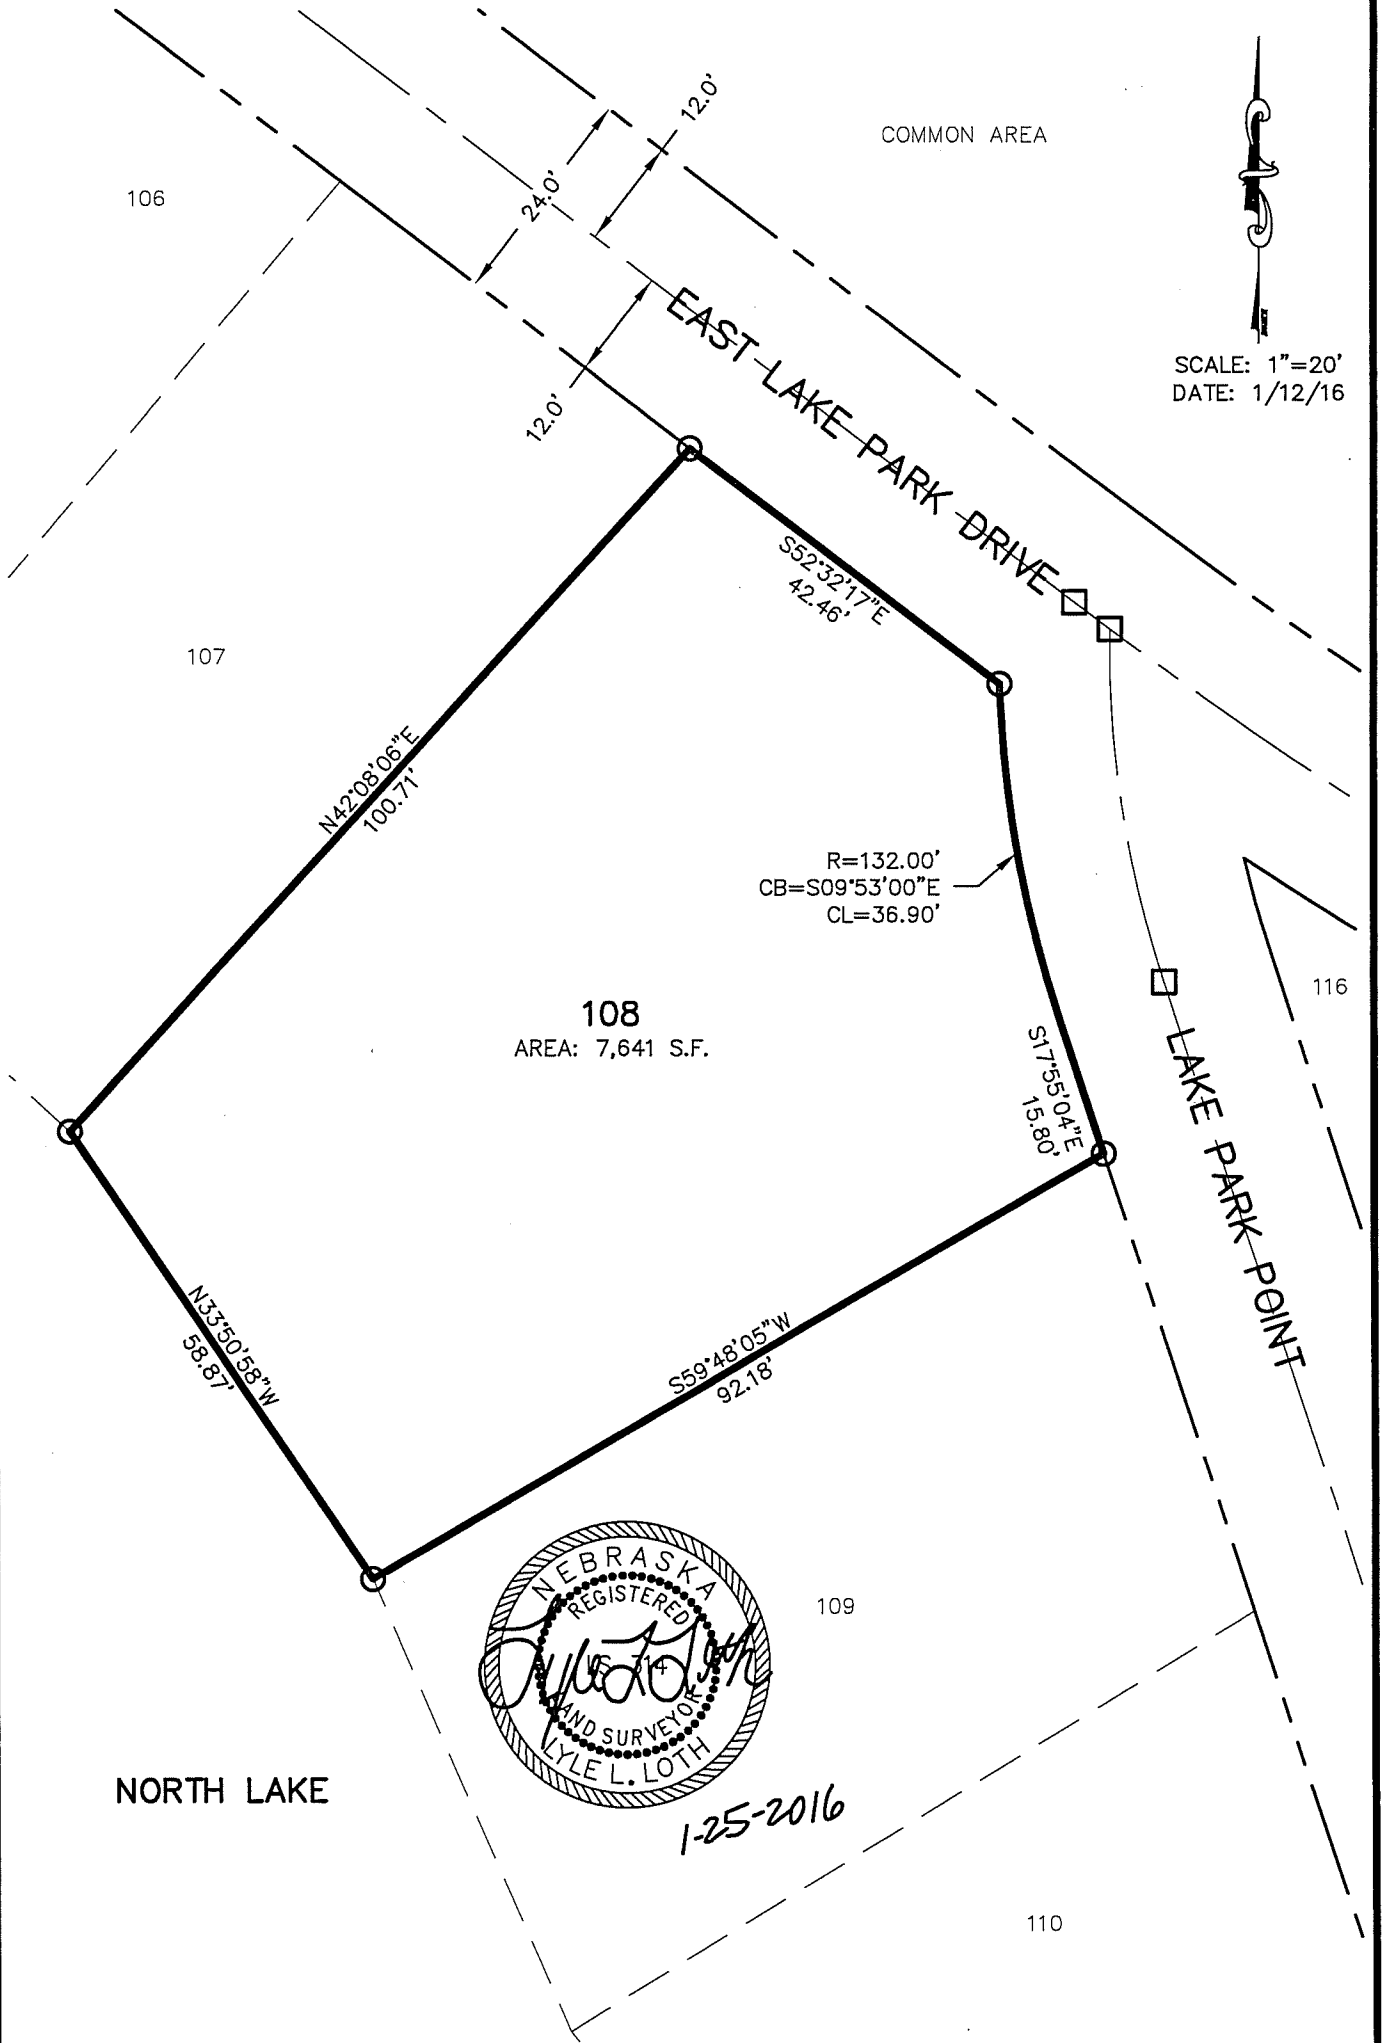 12.0'
COMMON AREA
24.0'
106
EAST LAKE PARK DRIVE
SCALE: 1"=20'
DATE: 1/12/16
12.0'
S52°32'17"E
42.46'
107
N42°08'06"E
100.71'
R=132.00'
CB=S09°53'00"E
CL=36.90'
116
108
AREA: 7,641 S.F.
S17°55'04"E
15.80'
LAKE PARK POINT
N33°50'58"W
58.87'
S59°48'05"W
92.18'
NEBRASKA
REGISTERED
LS 314
LAND SURVEYOR
LYLE L. LOTH
Lyle L Loth
109
NORTH LAKE
1-25-2016
110